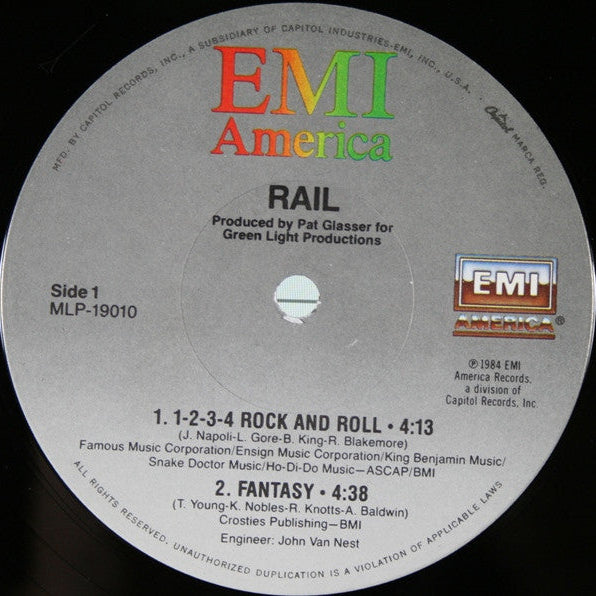 MFD. BY CAPITOL RECORDS, INC., A SUBSIDIARY OF CAPITOL INDUSTRIES-EMI, INC., U.S.A.
Capitol MARCA REG.
EMI
America
RAIL
Produced by Pat Glasser for
Green Light Productions
Side 1
MLP-19010
EMI
AMERICA®
℗ 1984 EMI
America Records,
a division of
Capitol Records, Inc.
1. 1-2-3-4 ROCK AND ROLL • 4:13
(J. Napoli-L. Gore-B. King-R. Blakemore)
Famous Music Corporation/Ensign Music Corporation/King Benjamin Music/
Snake Doctor Music/Ho-Di-Do Music—ASCAP/BMI
2. FANTASY • 4:38
(T. Young-K. Nobles-R. Knotts-A. Baldwin)
Crosties Publishing—BMI
Engineer: John Van Nest
ALL RIGHTS RESERVED. UNAUTHORIZED DUPLICATION IS A VIOLATION OF APPLICABLE LAWS